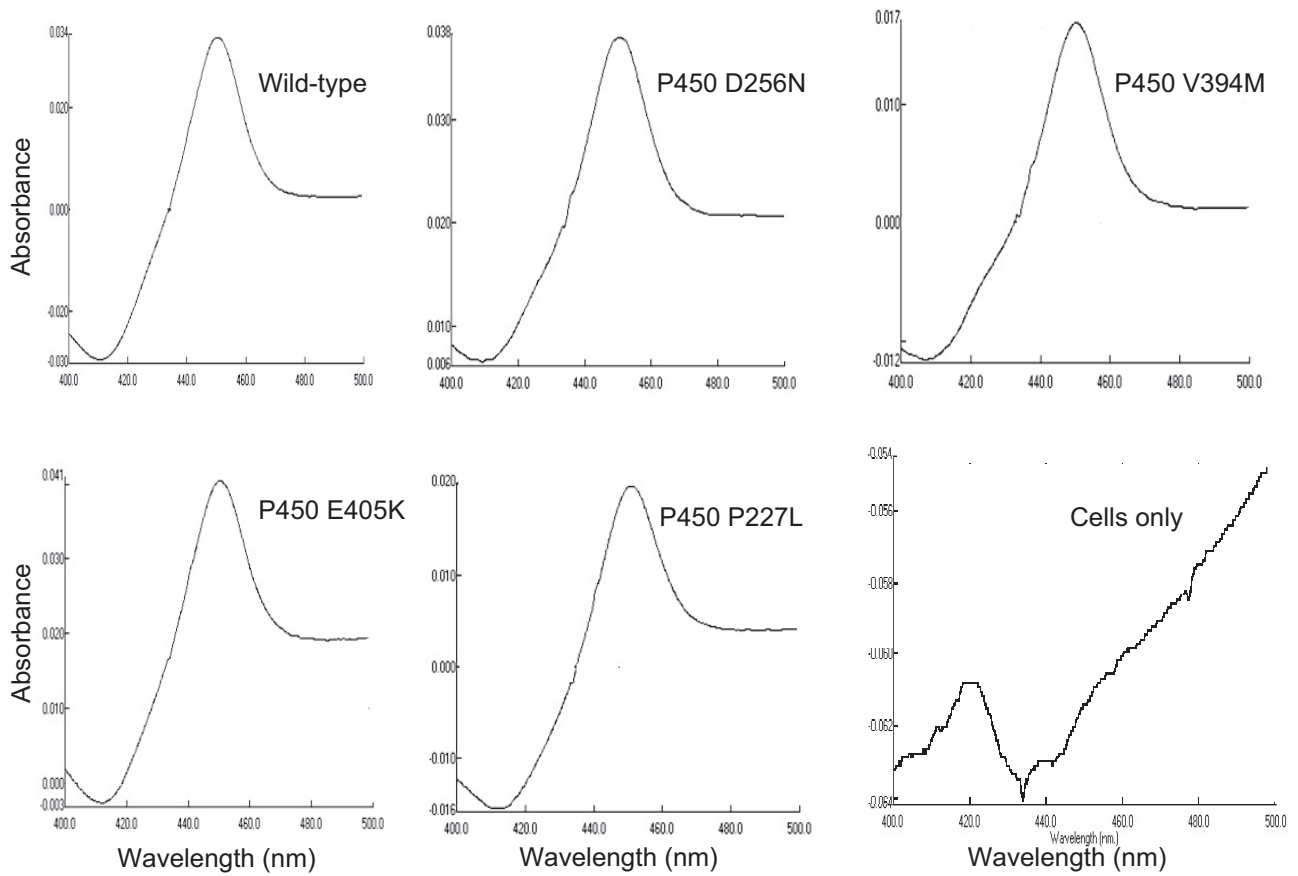 0.034
0.020
0.000
-0.020
-0.030
400.0 420.0 440.0 460.0 480.0 500.0
Wild-type
Absorbance
0.038
0.030
0.020
0.010
0.006
400.0 420.0 440.0 460.0 480.0 500.0
P450 D256N
0.017
0.010
0.000
-0.012
400.0 420.0 440.0 460.0 480.0 500.0
P450 V394M
0.041
0.030
0.020
0.010
0.000
-0.003
400.0 420.0 440.0 460.0 480.0 500.0
P450 E405K
Absorbance
Wavelength (nm)
0.020
0.010
0.000
-0.010
-0.016
400.0 420.0 440.0 460.0 480.0 500.0
P450 P227L
Wavelength (nm)
-0.054
-0.056
-0.058
-0.060
-0.062
-0.064
400.0 420.0 440.0 460.0 480.0 500.0
Cells only
Wavelength (nm.)
Wavelength (nm)